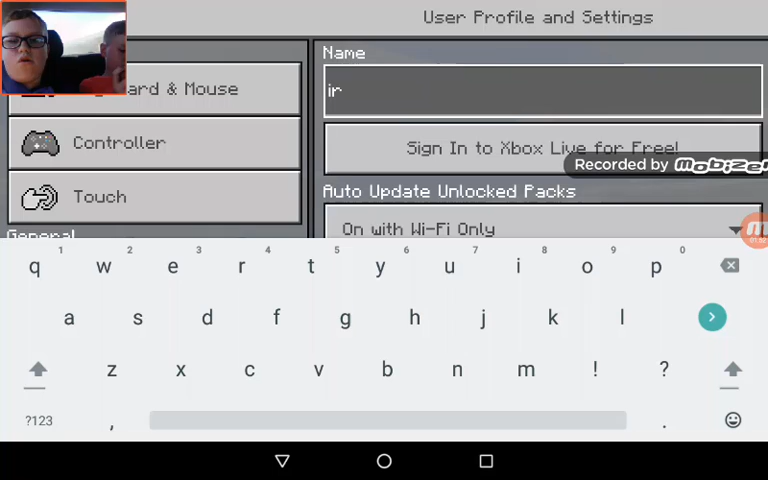 User Profile and Settings
Name
ard & Mouse
ir
Controller
Sign In to Xbox Live for Free!
Recorded by mobizen
Touch
Auto Update Unlocked Packs
General
On with Wi-Fi Only
1 2 3 4 5 6 7 8 9 0
q w e r t y u i o p
a s d f g h j k l
z x c v b n m ! ?
?123 , .